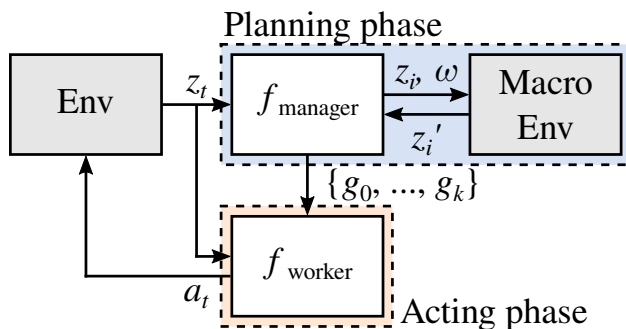 Planning phase
Env
z_t
f_manager
z_i, ω
z_i'
Macro
Env
{g_0, ..., g_k}
f_worker
a_t
Acting phase